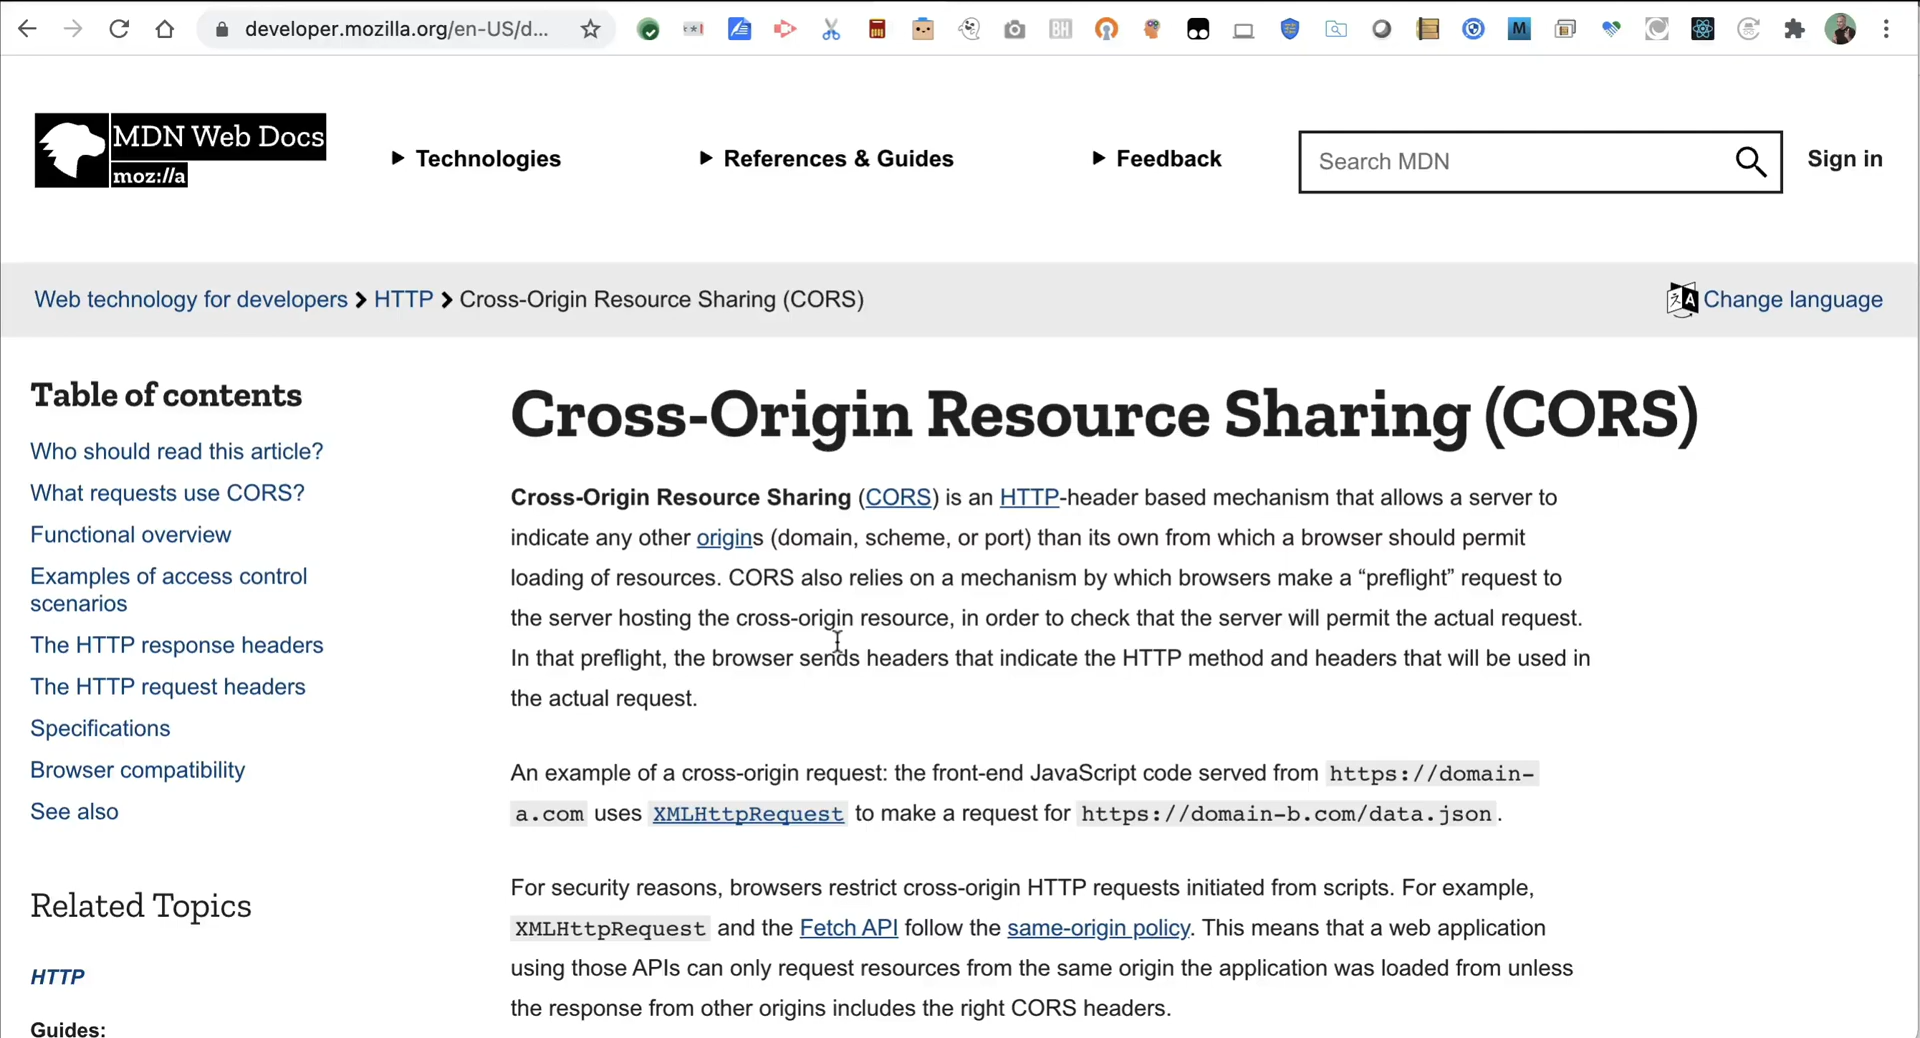 developer.mozilla.org/en-US/d...
MDN Web Docs
moz://a
Technologies
References & Guides
Feedback
Search MDN
Sign in
Web technology for developers HTTP Cross-Origin Resource Sharing (CORS)
Change language
Table of contents
Who should read this article?
What requests use CORS?
Functional overview
Examples of access control
scenarios
The HTTP response headers
The HTTP request headers
Specifications
Browser compatibility
See also
Related Topics
HTTP
Guides:
Cross-Origin Resource Sharing (CORS)
Cross-Origin Resource Sharing (CORS) is an HTTP-header based mechanism that allows a server to
indicate any other origins (domain, scheme, or port) than its own from which a browser should permit
loading of resources. CORS also relies on a mechanism by which browsers make a “preflight” request to
the server hosting the cross-origin resource, in order to check that the server will permit the actual request.
In that preflight, the browser sends headers that indicate the HTTP method and headers that will be used in
the actual request.
An example of a cross-origin request: the front-end JavaScript code served from https://domain-
a.com uses XMLHttpRequest to make a request for https://domain-b.com/data.json.
For security reasons, browsers restrict cross-origin HTTP requests initiated from scripts. For example,
XMLHttpRequest and the Fetch API follow the same-origin policy. This means that a web application
using those APIs can only request resources from the same origin the application was loaded from unless
the response from other origins includes the right CORS headers.